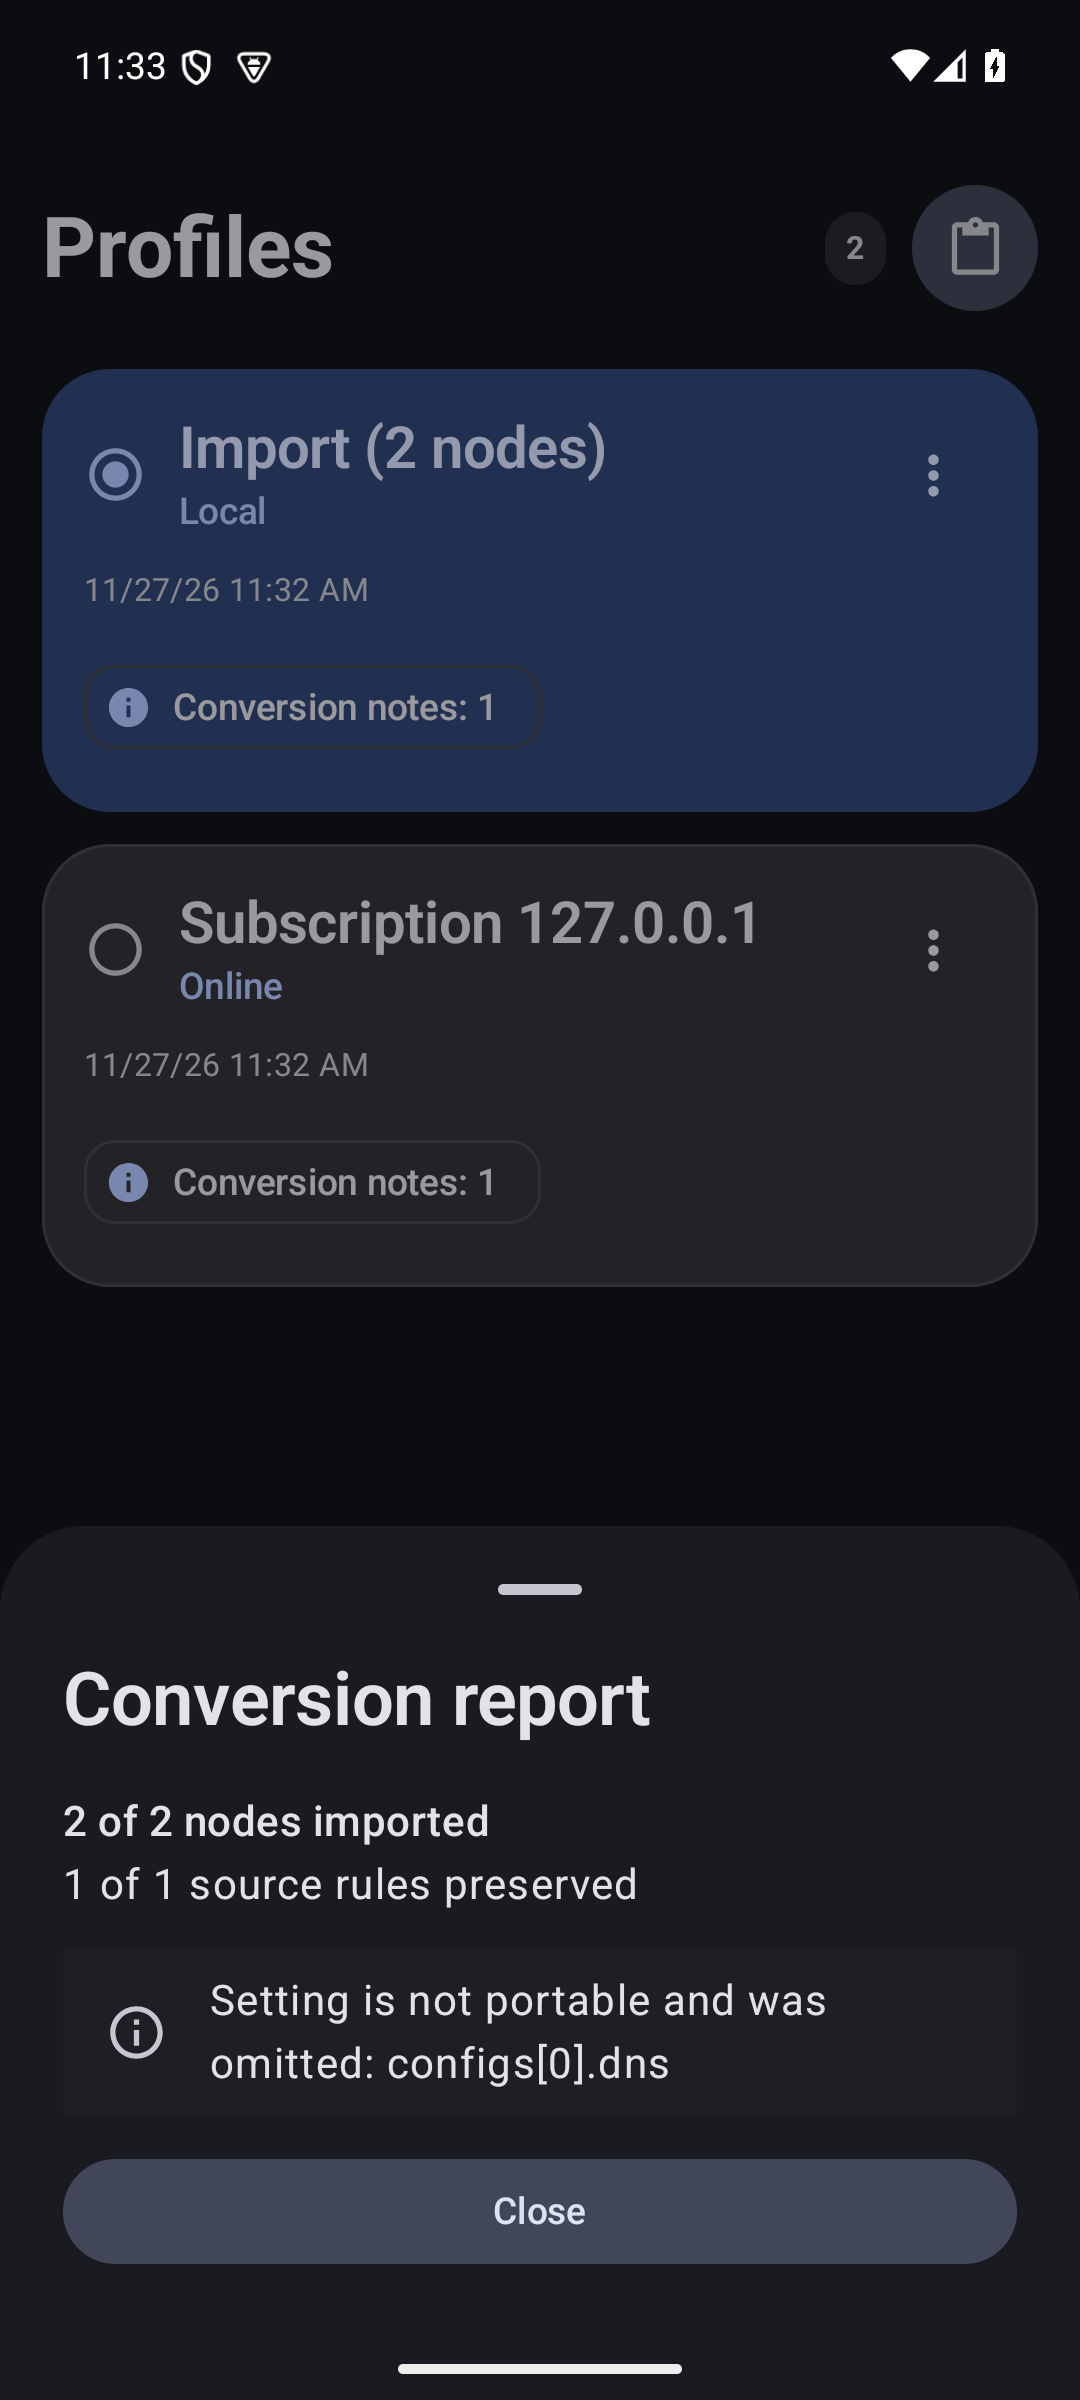 11:33
Profiles
2
Import (2 nodes)
Local
11/27/26 11:32 AM
Conversion notes: 1
Subscription 127.0.0.1
Online
11/27/26 11:32 AM
Conversion notes: 1
Conversion report
2 of 2 nodes imported
1 of 1 source rules preserved
Setting is not portable and was
omitted: configs[0].dns
Close